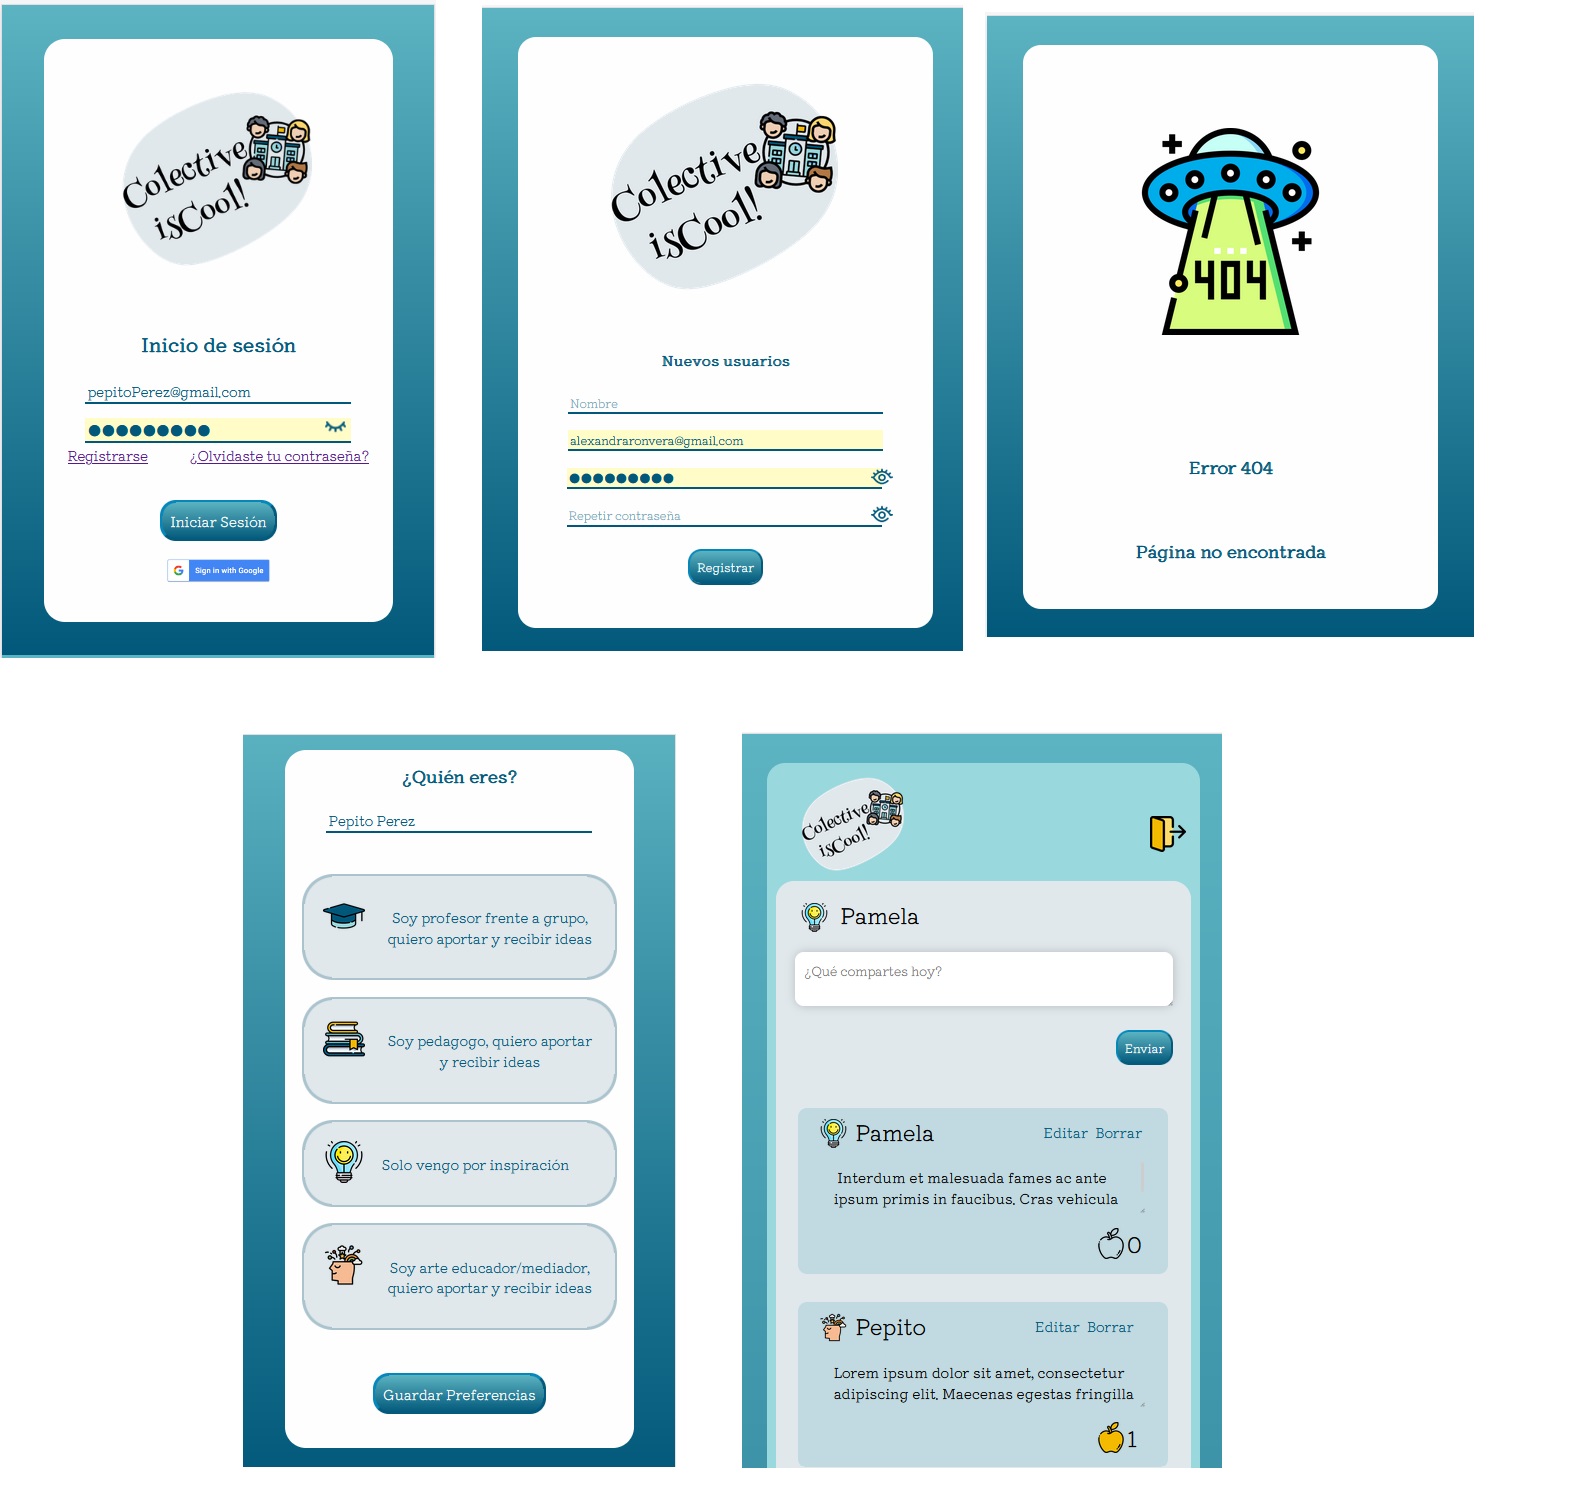 Colective
isCool!
Inicio de sesión
pepitoPerez@gmail.com
Registrarse ¿Olvidaste tu contraseña?
Iniciar Sesión
G Sign in with Google
Colective
isCool!
Nuevos usuarios
Nombre
alexandraronvera@gmail.com
Repetir contraseña
Registrar
404
Error 404
Página no encontrada
¿Quién eres?
Pepito Perez
Soy profesor frente a grupo,
quiero aportar y recibir ideas
Soy pedagogo, quiero aportar
y recibir ideas
Solo vengo por inspiración
Soy arte educador/mediador,
quiero aportar y recibir ideas
Guardar Preferencias
Colective
isCool!
Pamela
¿Qué compartes hoy?
Enviar
Pamela Editar Borrar
Interdum et malesuada fames ac ante
ipsum primis in faucibus. Cras vehicula
0
Pepito Editar Borrar
Lorem ipsum dolor sit amet, consectetur
adipiscing elit. Maecenas egestas fringilla
1